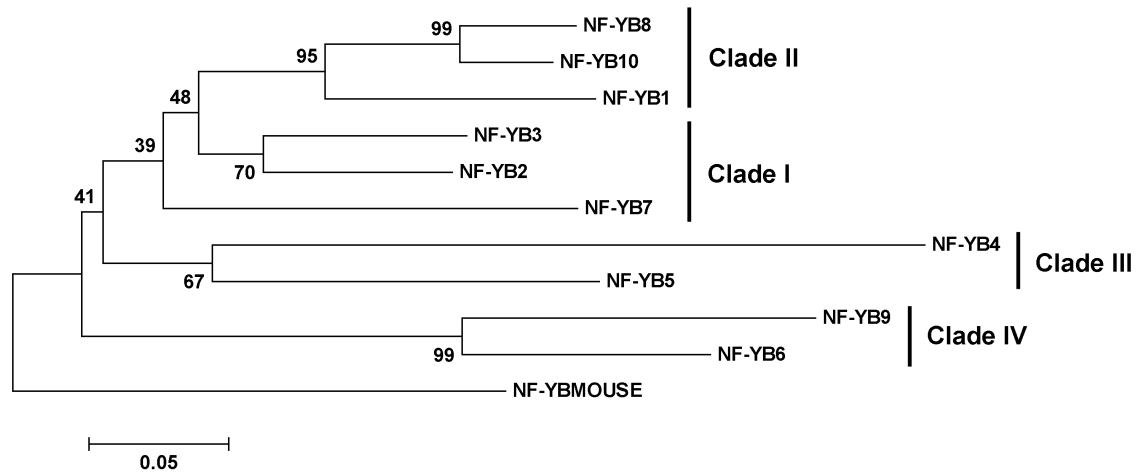 NF-YB8
99
NF-YB10
95
Clade II
NF-YB1
48
NF-YB3
39
70
NF-YB2
Clade I
NF-YB7
41
NF-YB4
67
NF-YB5
Clade III
NF-YB9
99
NF-YB6
Clade IV
NF-YBMOUSE
0.05